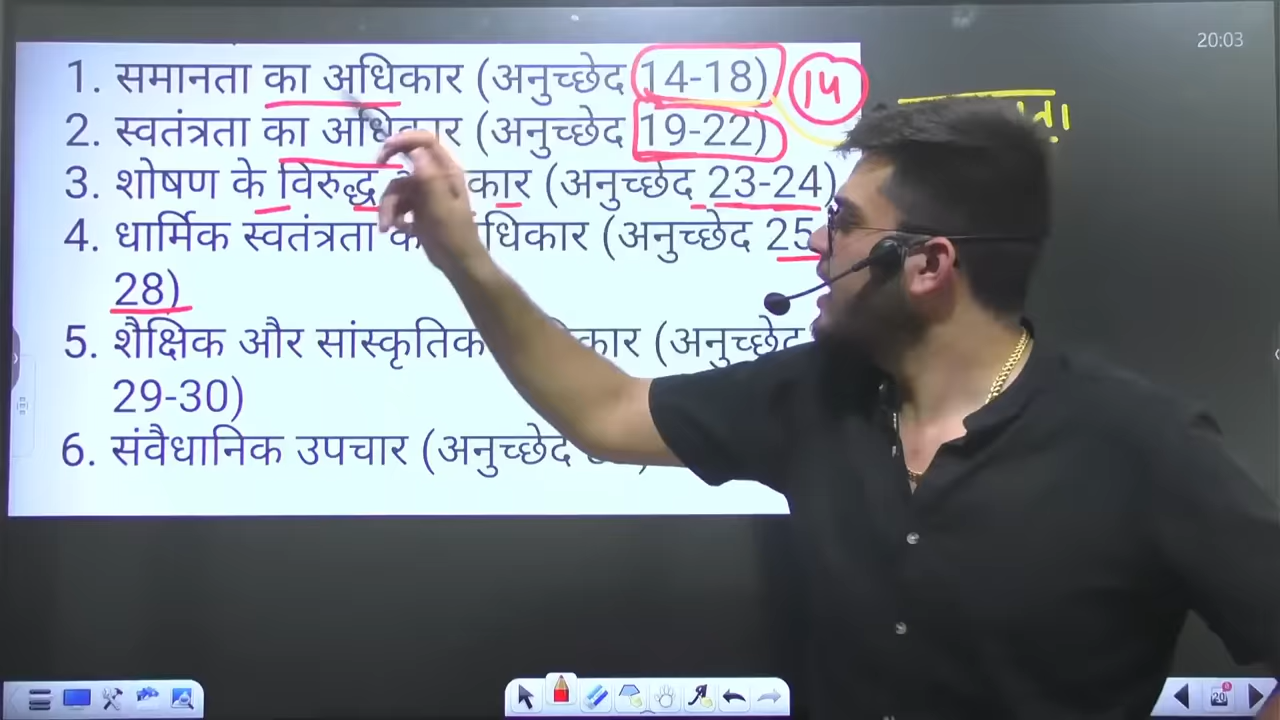 20:03
1. समानता का अधिकार (अनुच्छेद 14-18) 14
2. स्वतंत्रता का अधिकार (अनुच्छेद 19-22)
3. शोषण के विरुद्ध (अनुच्छेद 23-24)
4. धार्मिक स्वतंत्रता (अनुच्छेद 25
28)
5. शैक्षिक और सांस्कृतिक (अनुच्छेद
29-30)
6. संवैधानिक उपचार (अनुच्छेद